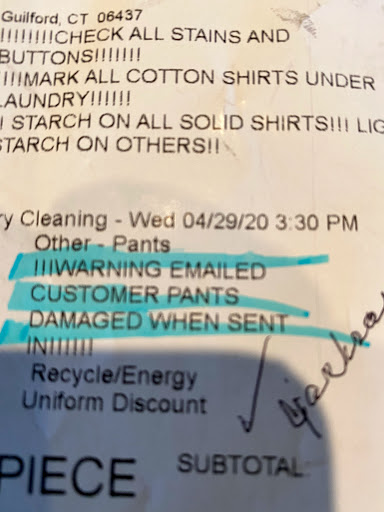 Guilford, CT 06437
!!!!!!!!!CHECK ALL STAINS AND
BUTTONS!!!!!!!
!!!!MARK ALL COTTON SHIRTS UNDER
LAUNDRY!!!!!!
! STARCH ON ALL SOLID SHIRTS!!! LIG
STARCH ON OTHERS!!
ry Cleaning - Wed 04/29/20 3:30 PM
Other - Pants
!!!WARNING EMAILED
CUSTOMER PANTS
DAMAGED WHEN SENT
IN!!!!!!
Recycle/Energy
Uniform Discount
PIECE SUBTOTAL